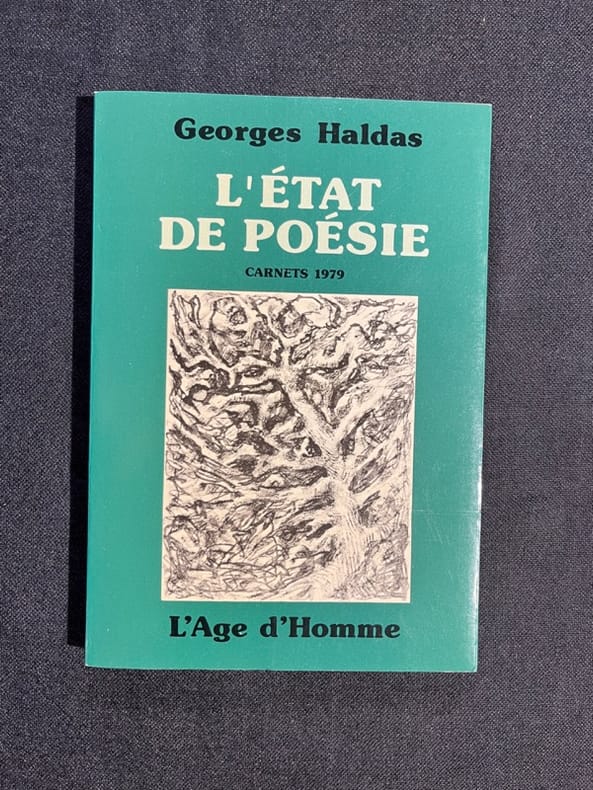 Georges Haldas
L'ÉTAT
DE POÉSIE
CARNETS 1979
L'Age d'Homme